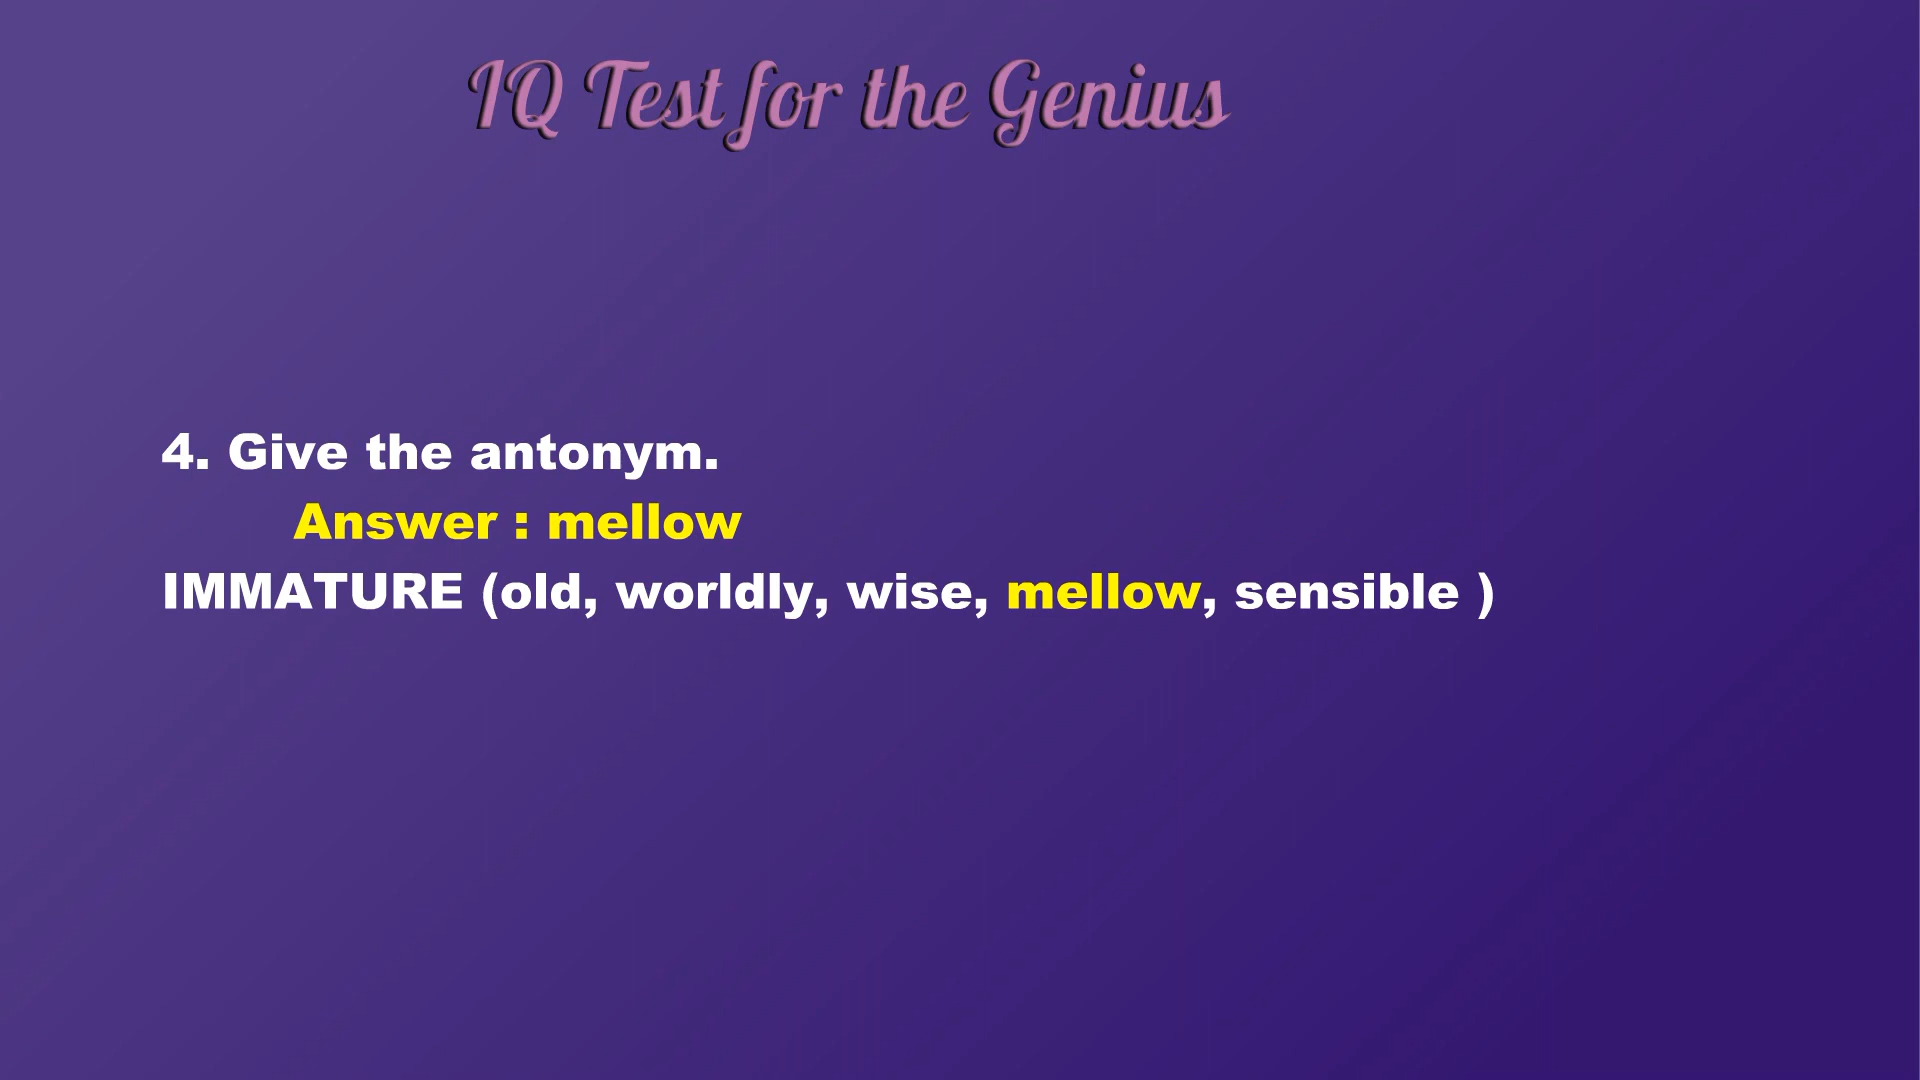 IQ Test for the Genius
4. Give the antonym.
Answer : mellow
IMMATURE (old, worldly, wise, mellow, sensible )